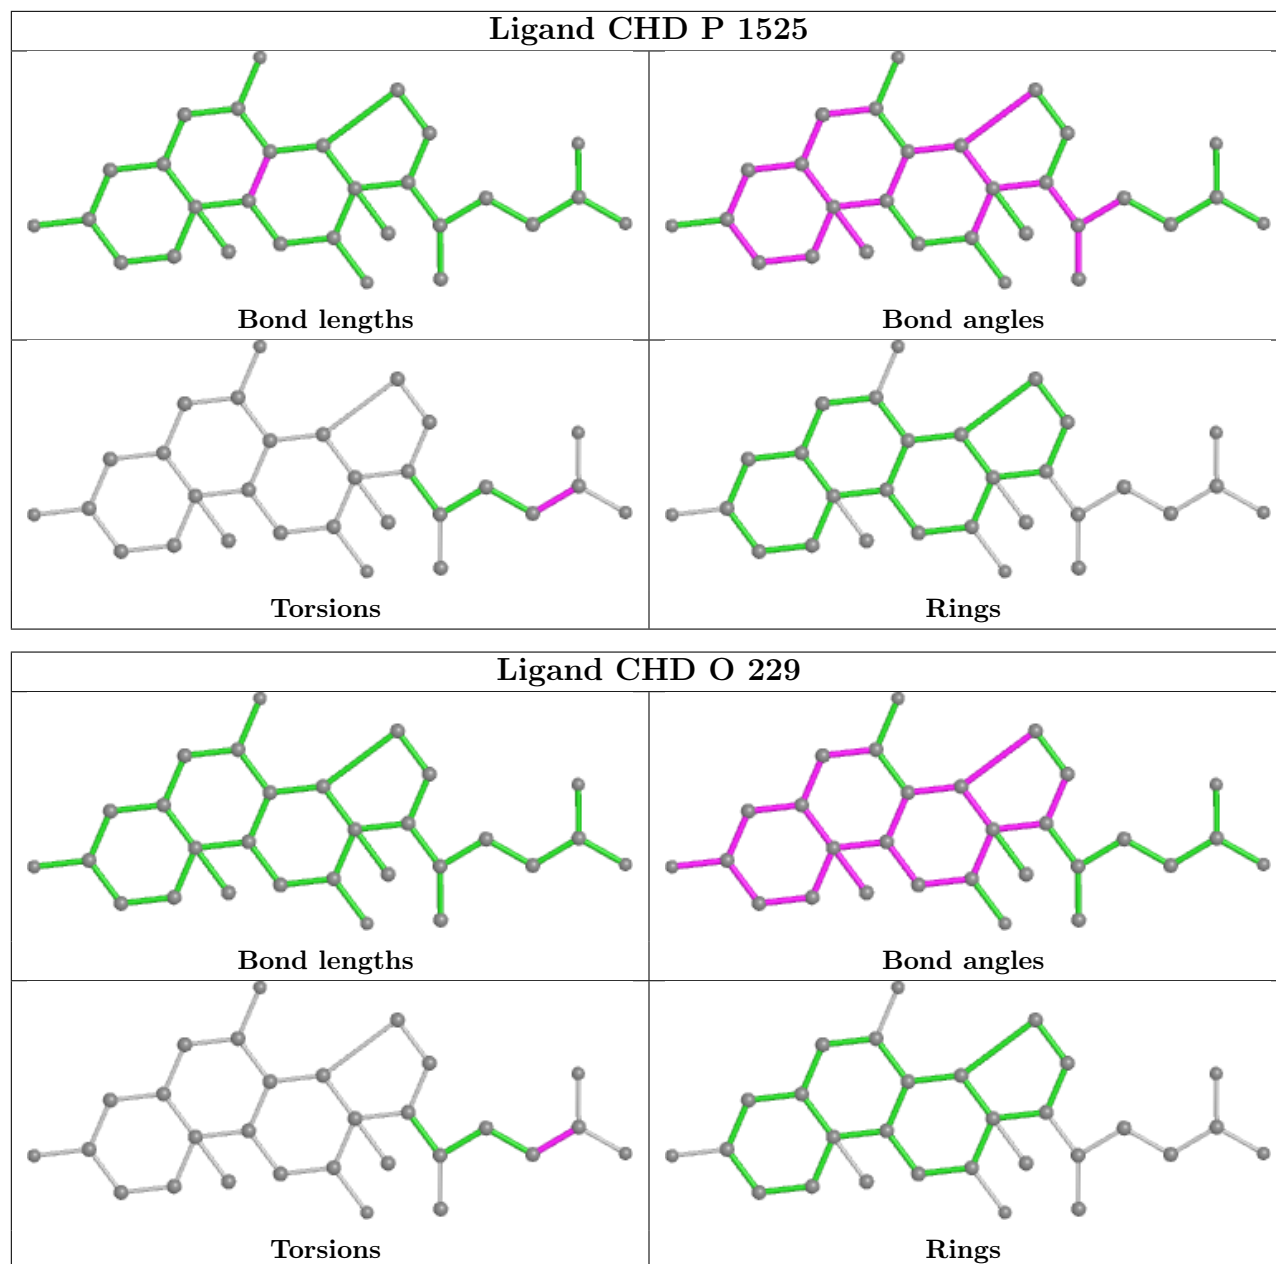 Ligand CHD P 1525
Bond lengths
Bond angles
Torsions
Rings
Ligand CHD O 229
Bond lengths
Bond angles
Torsions
Rings